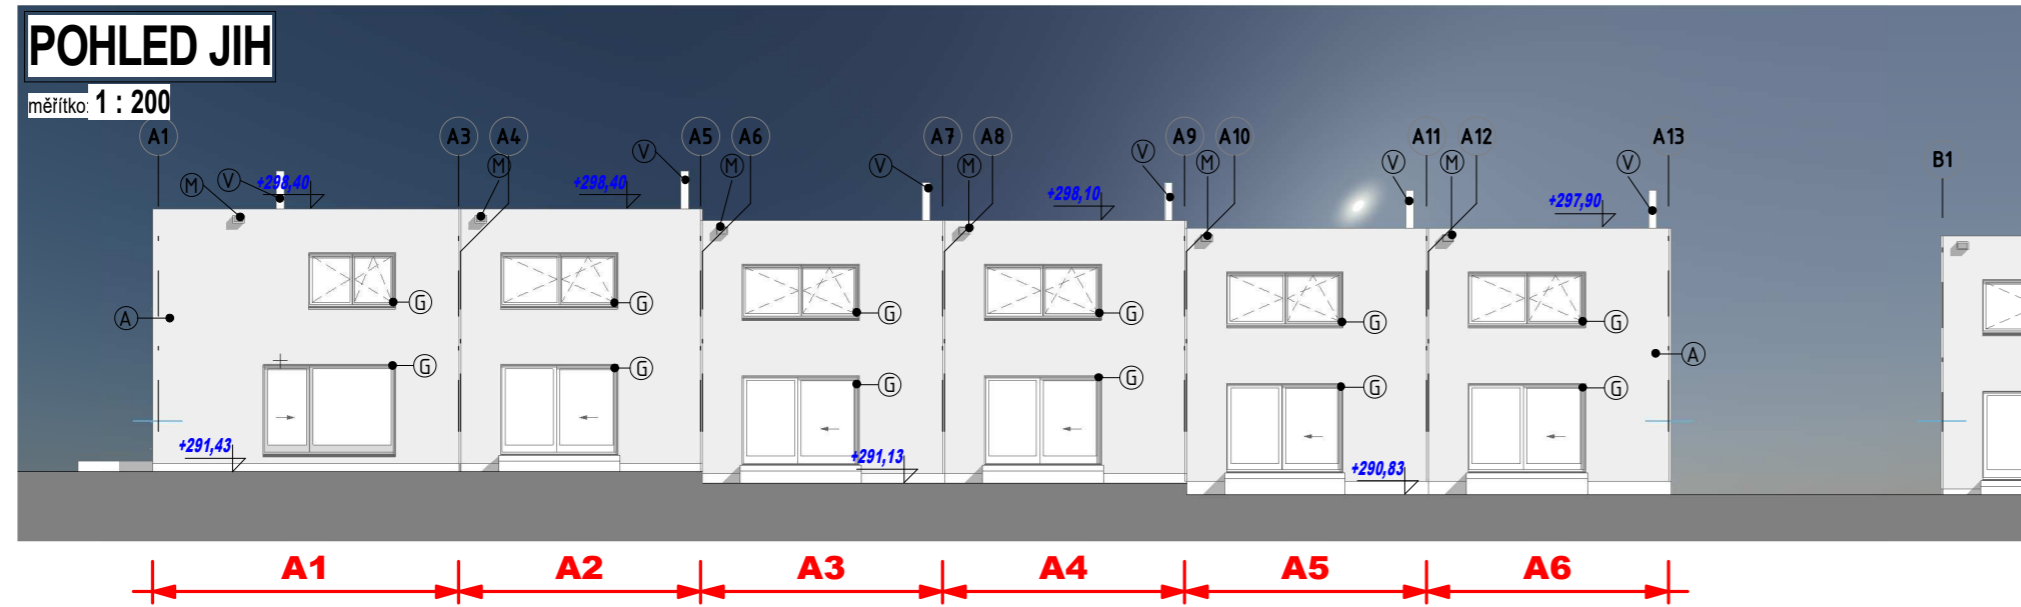 POHLED JIH
měřítko: 1 : 200
A1 A3 A4 A5 A6 A7 A8 A9 A10 A11 A12 A13 B1
M V +298,40 M +298,40 V M V M +298,10 V M V M +297,90 V
G G G G G G
A A
G G G G G G
+291,43 +291,13 +290,83
A1 A2 A3 A4 A5 A6